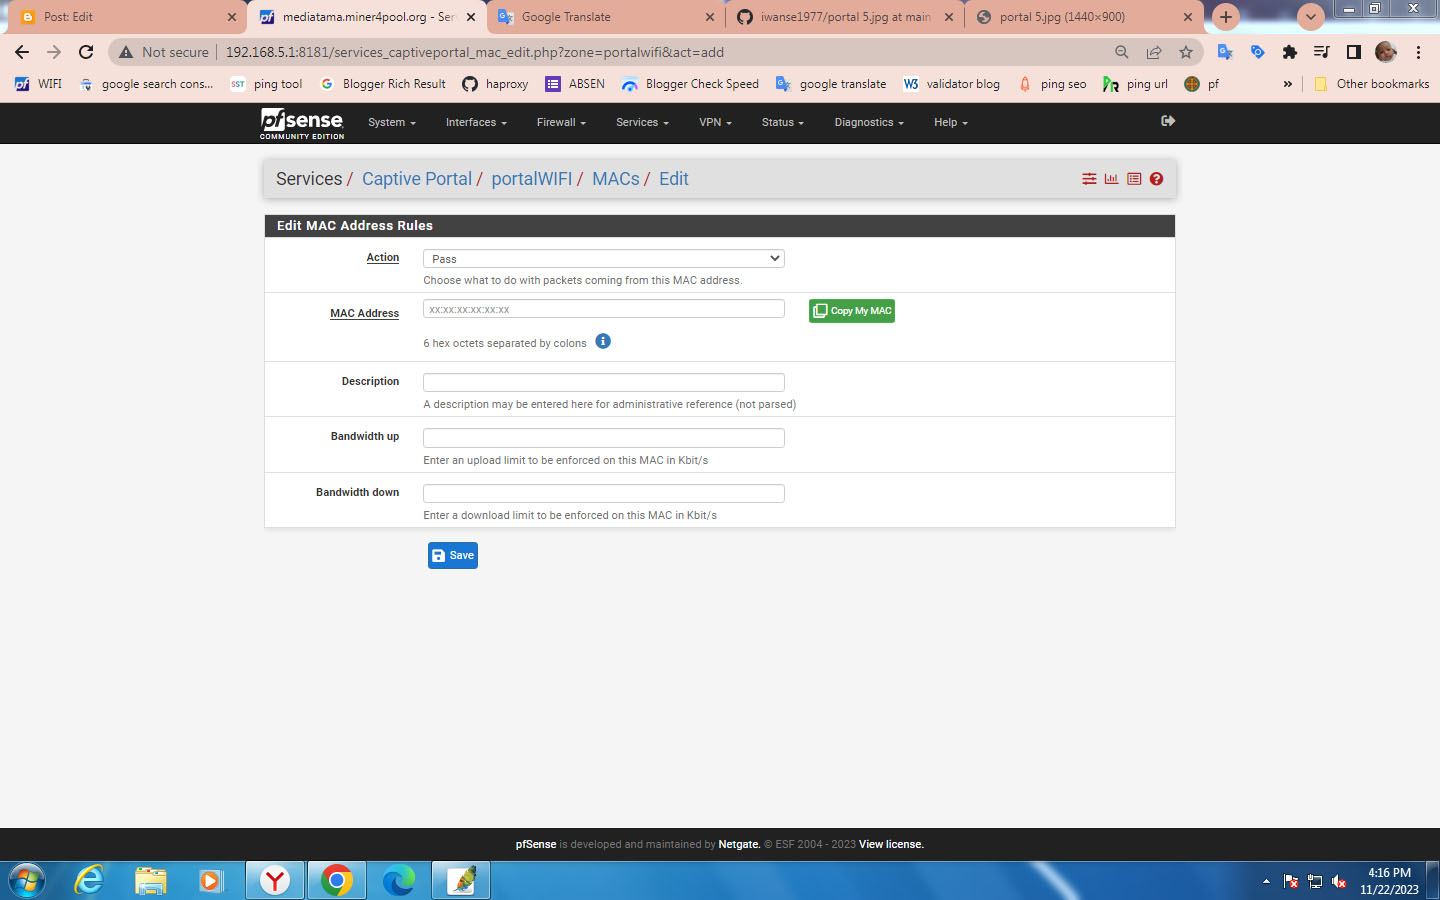 Post: Edit
mediatama.miner4pool.org - Ser
Google Translate
iwanse1977/portal 5.jpg at main
portal 5.jpg (1440×900)
Not secure 192.168.5.1:8181/services_captiveportal_mac_edit.php?zone=portalwifi&act=add
WIFI google search cons... ping tool Blogger Rich Result haproxy ABSEN Blogger Check Speed google translate validator blog ping seo ping url pf » Other bookmarks
pfsense
COMMUNITY EDITION
System Interfaces Firewall Services VPN Status Diagnostics Help
Services / Captive Portal / portalWIFI / MACs / Edit
Edit MAC Address Rules
Action Pass
Choose what to do with packets coming from this MAC address.
MAC Address xx:xx:xx:xx:xx:xx Copy My MAC
6 hex octets separated by colons
Description
A description may be entered here for administrative reference (not parsed)
Bandwidth up
Enter an upload limit to be enforced on this MAC in Kbit/s
Bandwidth down
Enter a download limit to be enforced on this MAC in Kbit/s
Save
pfSense is developed and maintained by Netgate. © ESF 2004 - 2023 View license.
4:16 PM
11/22/2023